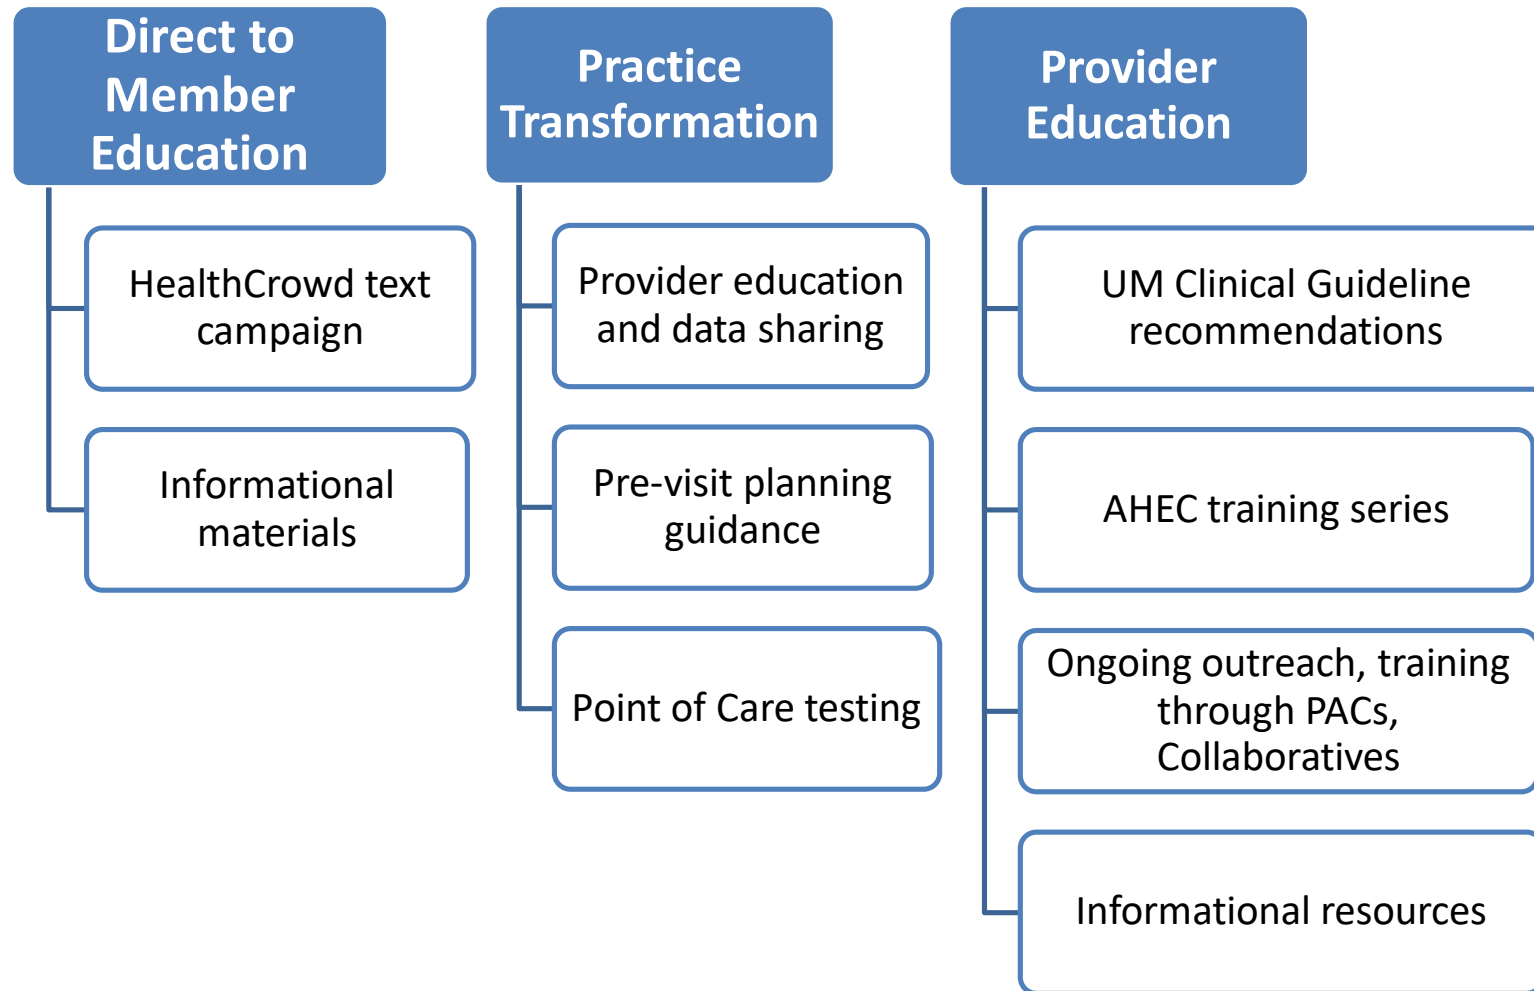 Direct to
Member
Education
HealthCrowd text
campaign
Informational
materials
Practice
Transformation
Provider education
and data sharing
Pre-visit planning
guidance
Point of Care testing
Provider
Education
UM Clinical Guideline
recommendations
AHEC training series
Ongoing outreach, training
through PACs,
Collaboratives
Informational resources